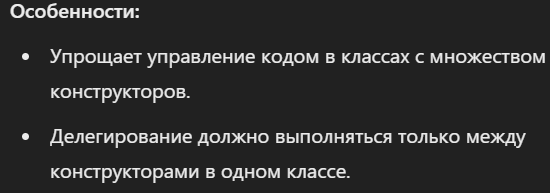 Особенности:
• Упрощает управление кодом в классах с множеством
конструкторов.
• Делегирование должно выполняться только между
конструкторами в одном классе.